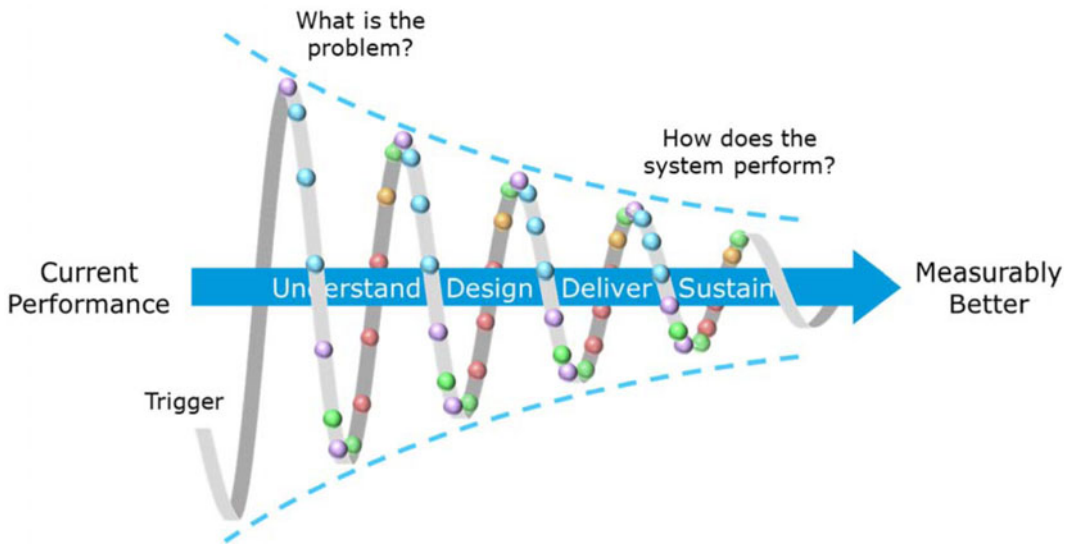 What is the
problem?
How does the
system perform?
Current
Performance
Understand
Design
Deliver
Sustain
Measurably
Better
Trigger